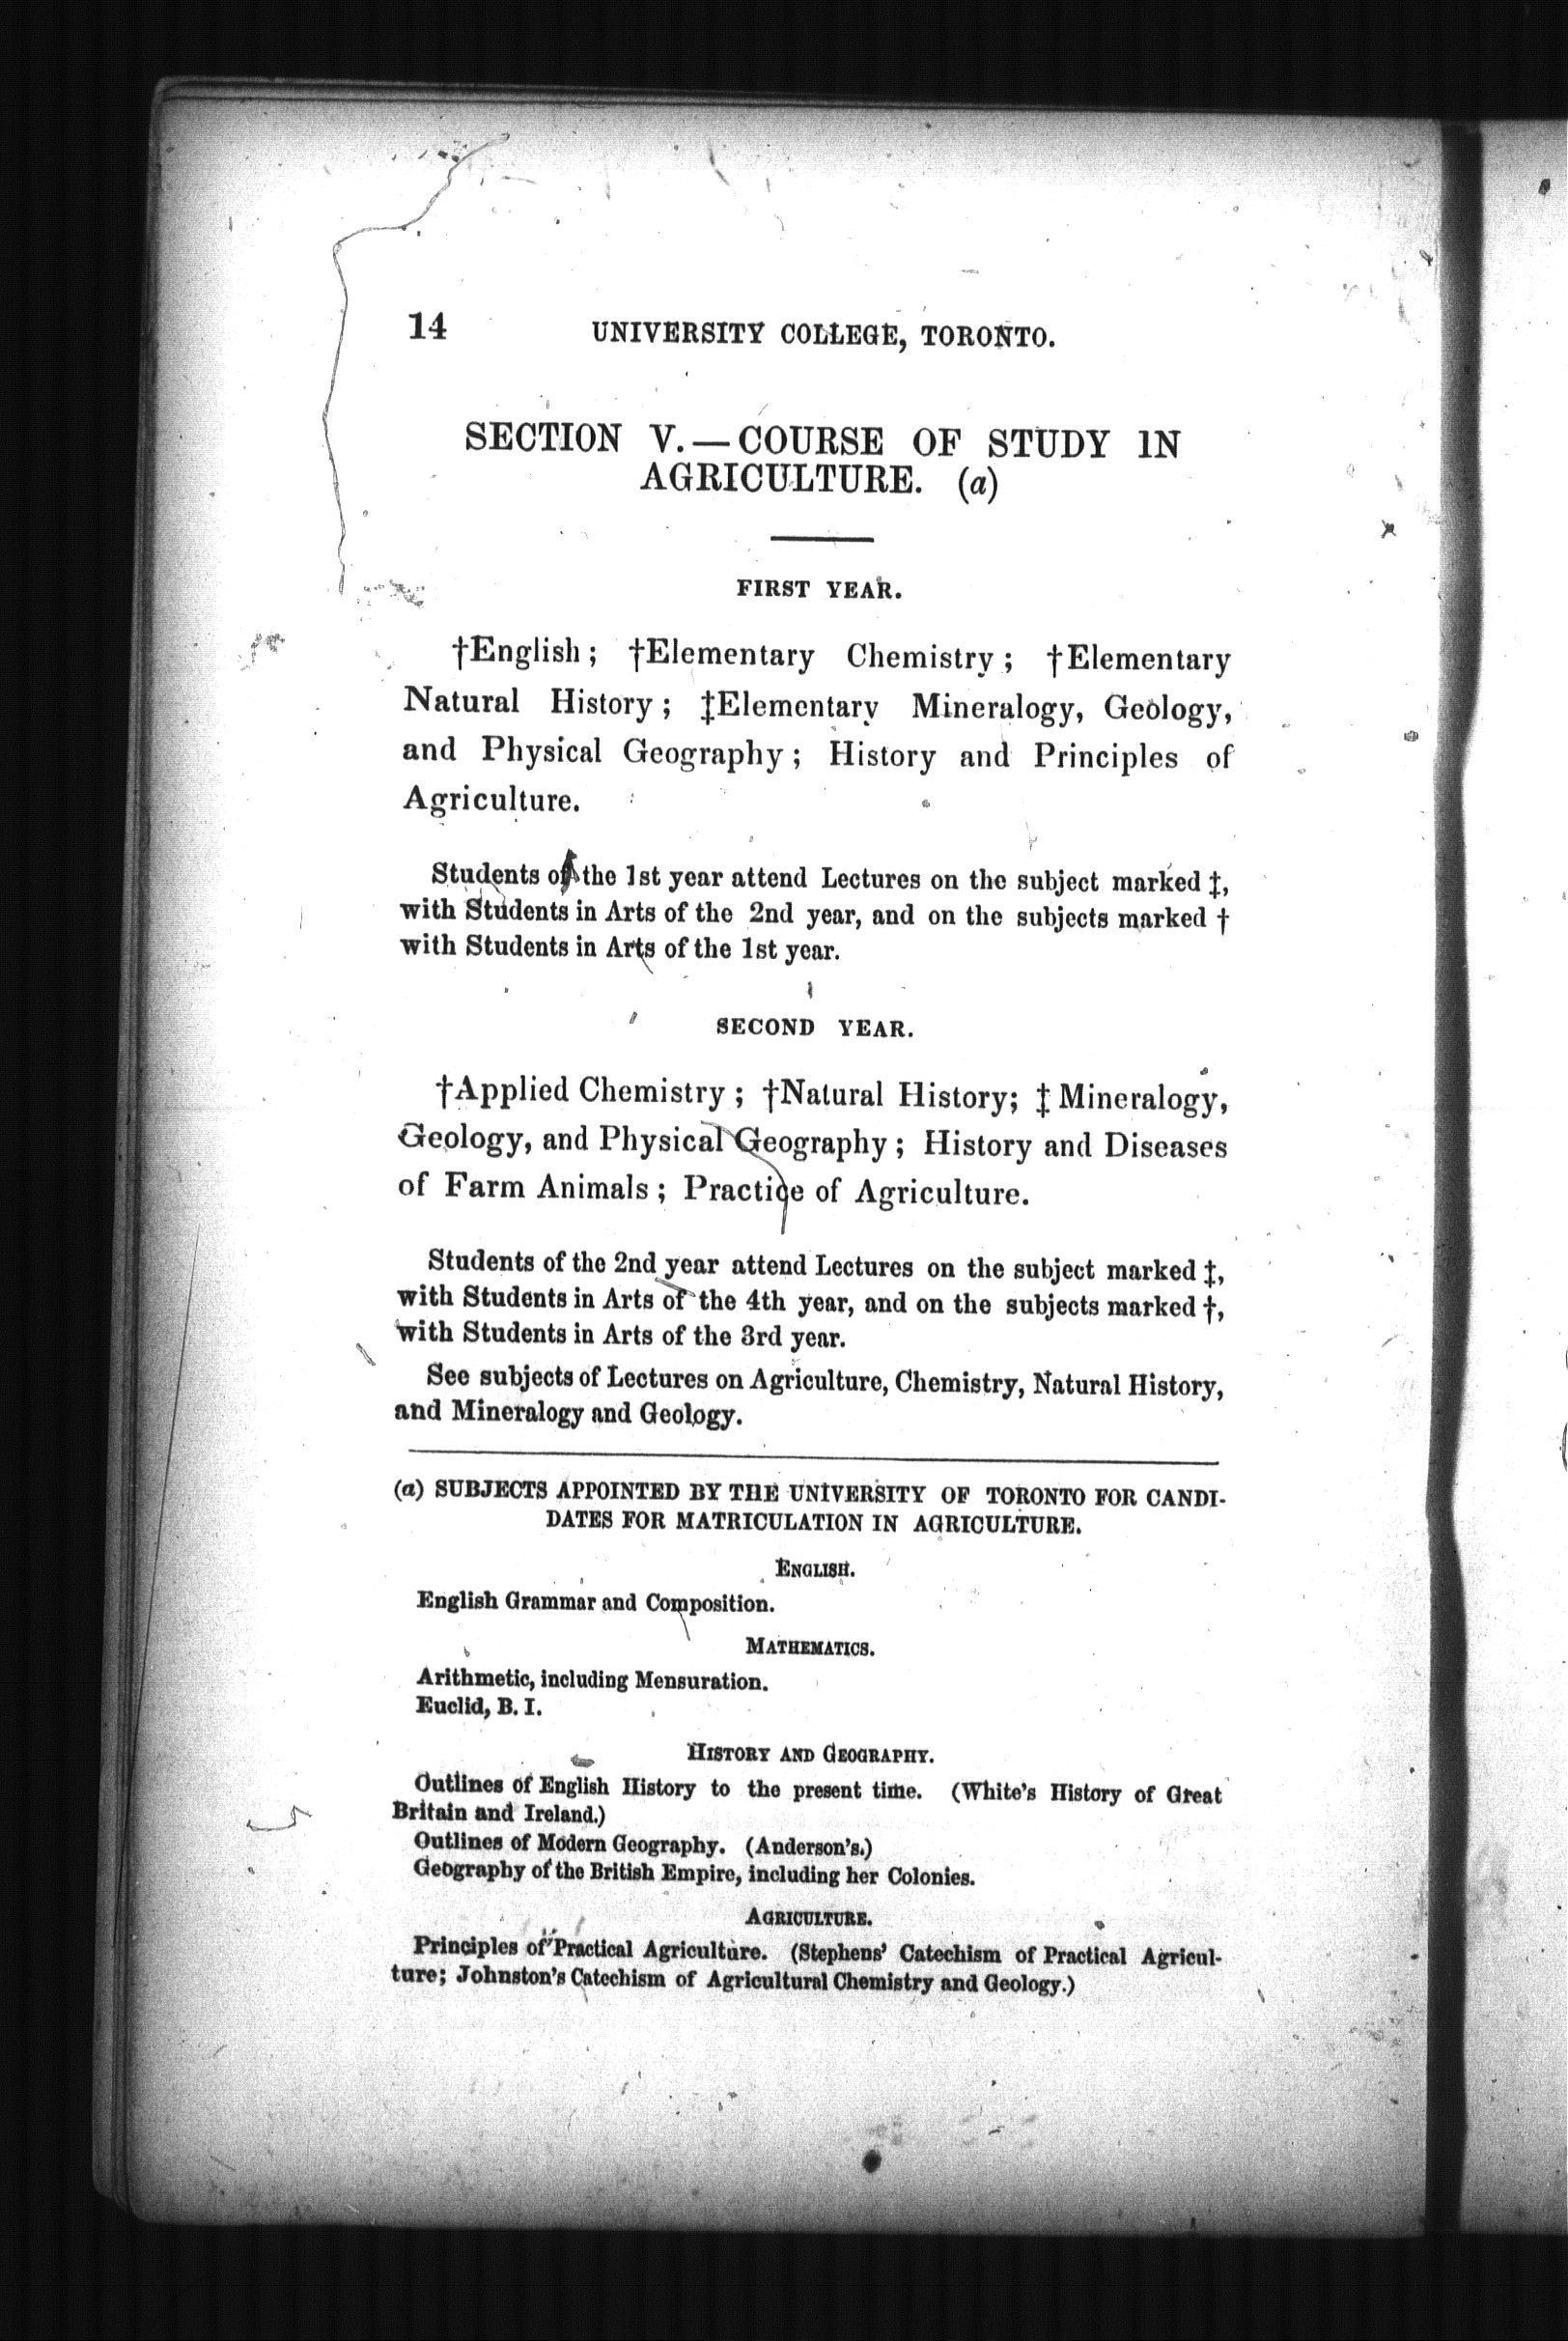 14 UNIVERSITY COLLEGE, TORONTO.
SECTION V.—COURSE OF STUDY IN
AGRICULTURE. (a)
FIRST YEAR.
†English; †Elementary Chemistry; †Elementary
Natural History; ‡Elementary Mineralogy, Geology,
and Physical Geography; History and Principles of
Agriculture.
Students of the 1st year attend Lectures on the subject marked ‡,
with Students in Arts of the 2nd year, and on the subjects marked †
with Students in Arts of the 1st year.
SECOND YEAR.
†Applied Chemistry; †Natural History; ‡ Mineralogy,
Geology, and Physical Geography; History and Diseases
of Farm Animals; Practice of Agriculture.
Students of the 2nd year attend Lectures on the subject marked ‡,
with Students in Arts of the 4th year, and on the subjects marked †,
with Students in Arts of the 3rd year.
See subjects of Lectures on Agriculture, Chemistry, Natural History,
and Mineralogy and Geology.
(a) SUBJECTS APPOINTED BY THE UNIVERSITY OF TORONTO FOR CANDI-
DATES FOR MATRICULATION IN AGRICULTURE.
ENGLISH.
English Grammar and Composition.
MATHEMATICS.
Arithmetic, including Mensuration.
Euclid, B. I.
HISTORY AND GEOGRAPHY.
Outlines of English History to the present time. (White's History of Great
Britain and Ireland.)
Outlines of Modern Geography. (Anderson's.)
Geography of the British Empire, including her Colonies.
AGRICULTURE.
Principles of Practical Agriculture. (Stephens' Catechism of Practical Agricul-
ture; Johnston's Catechism of Agricultural Chemistry and Geology.)